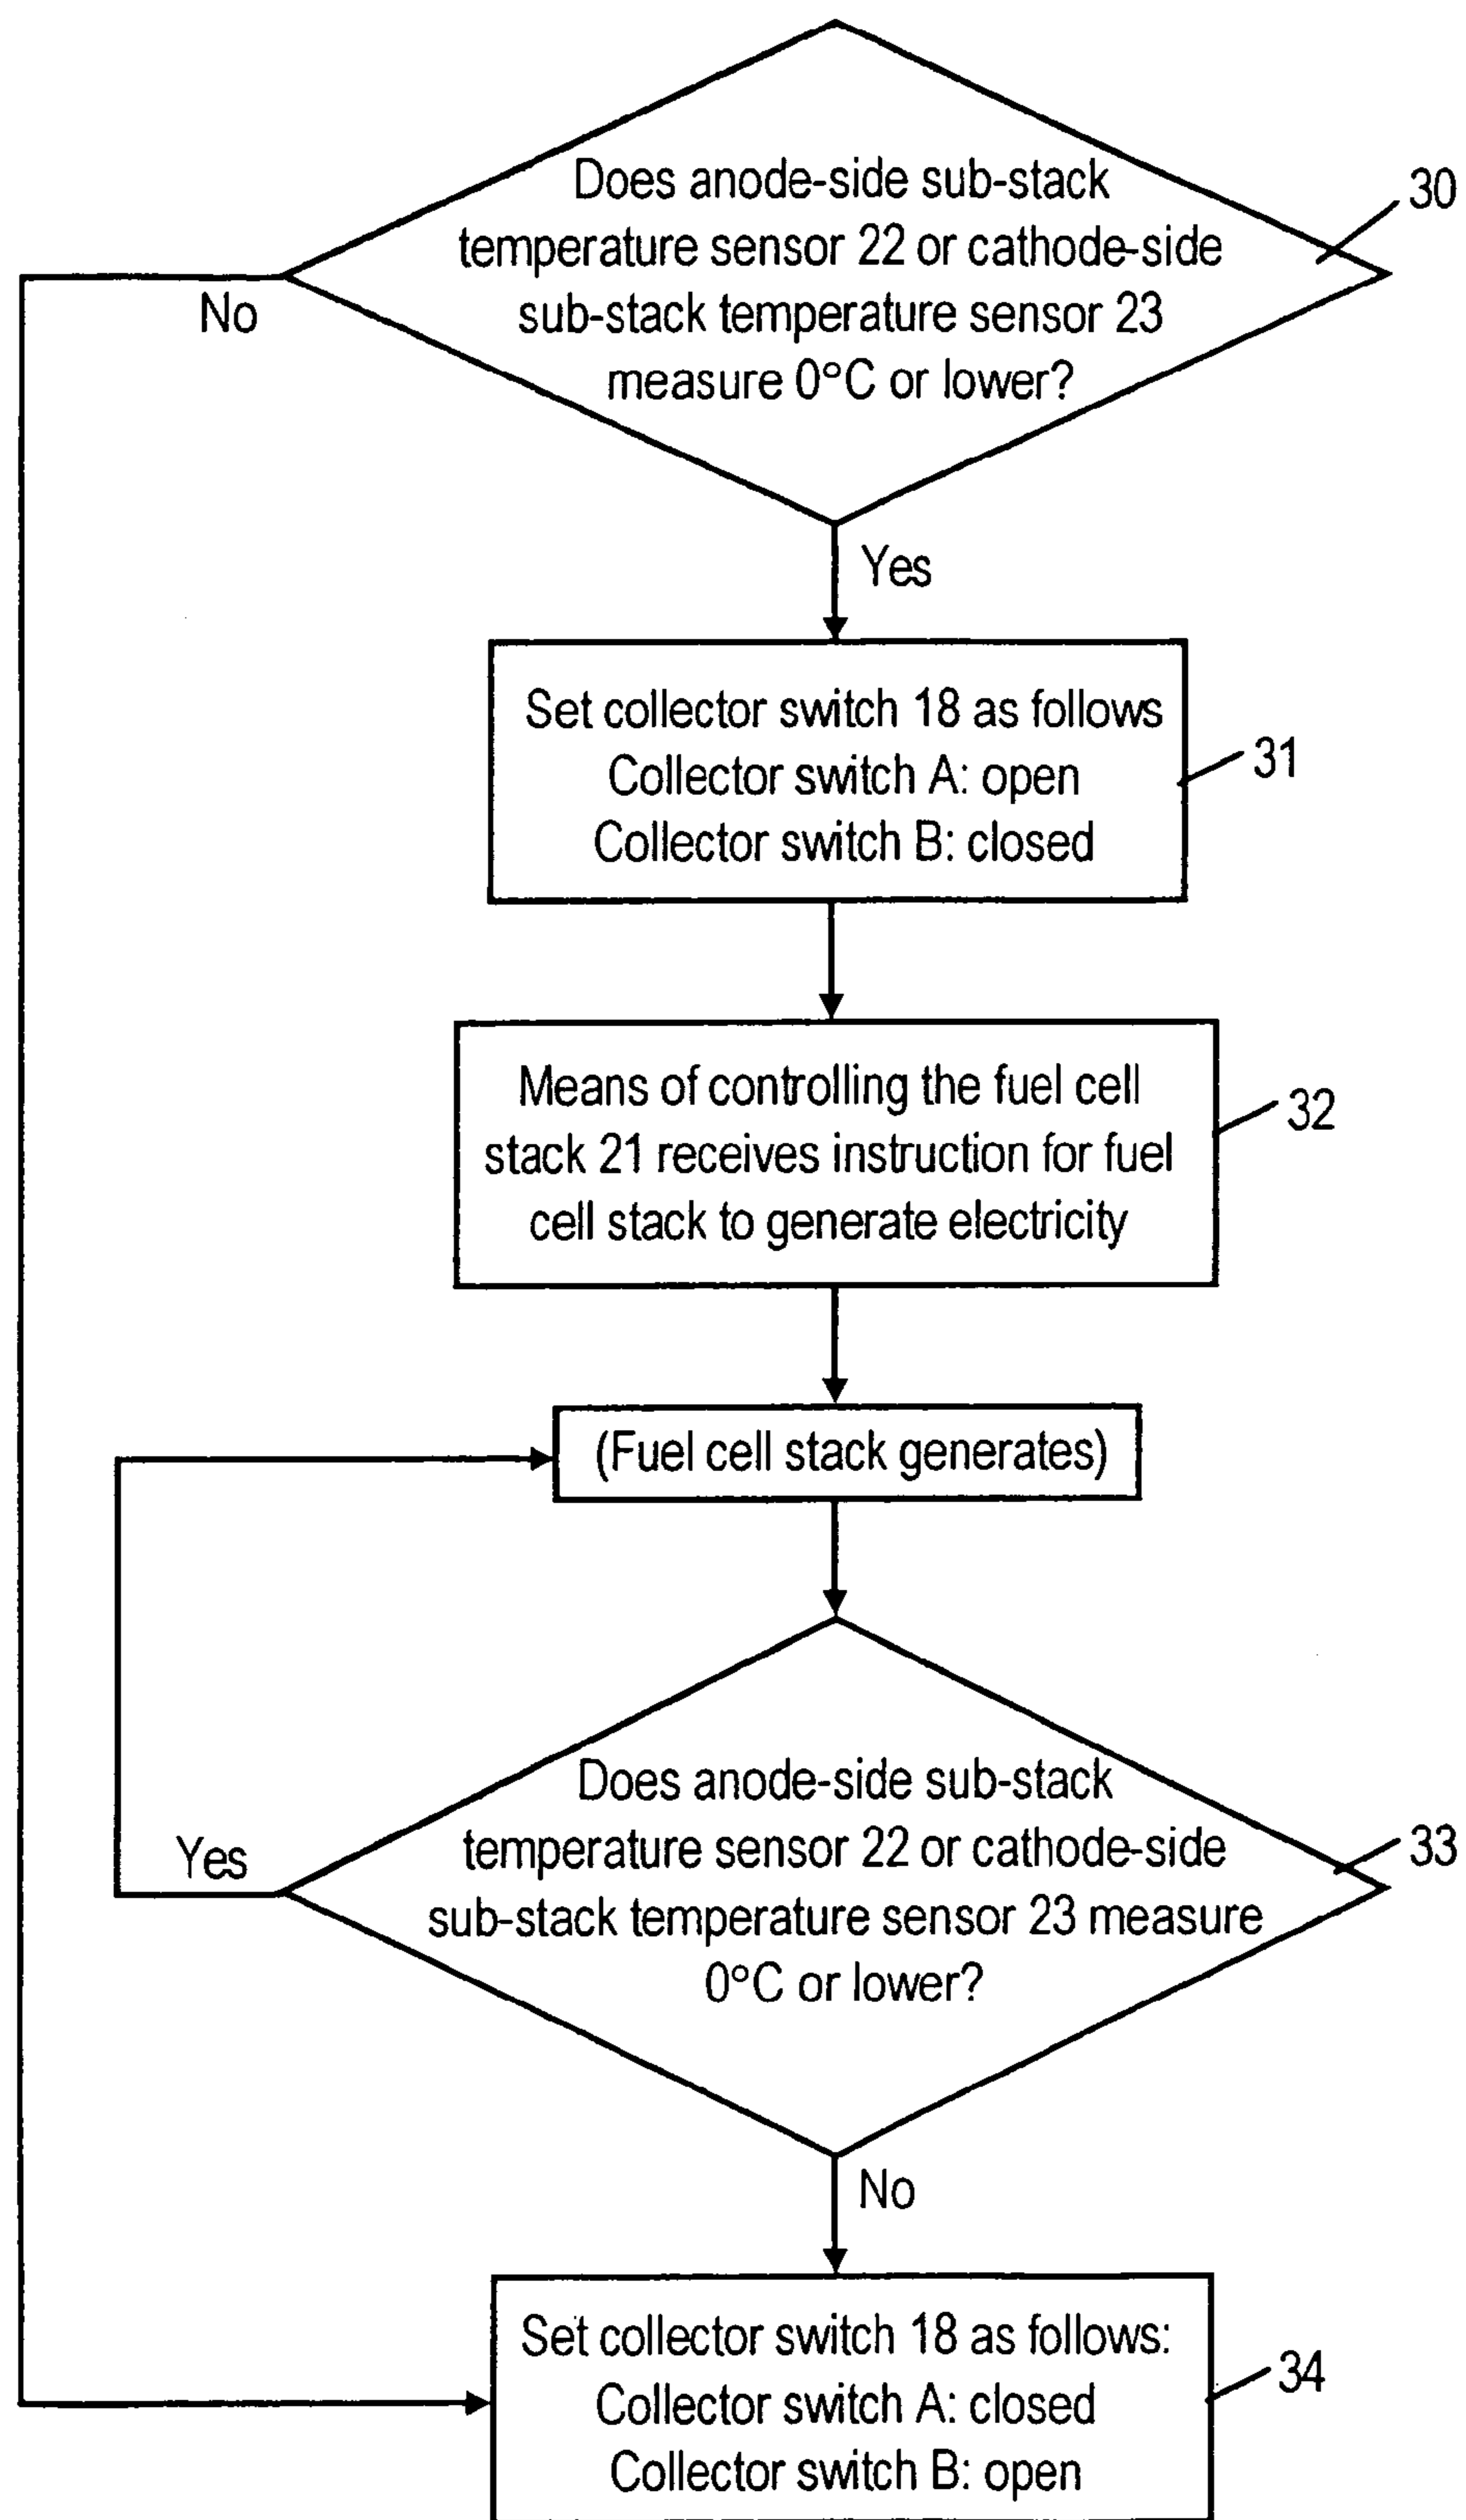 Does anode-side sub-stack
temperature sensor 22 or cathode-side
sub-stack temperature sensor 23
measure 0°C or lower?
30
No
Yes
Set collector switch 18 as follows
Collector switch A: open
Collector switch B: closed
31
Means of controlling the fuel cell
stack 21 receives instruction for fuel
cell stack to generate electricity
32
(Fuel cell stack generates)
Does anode-side sub-stack
temperature sensor 22 or cathode-side
sub-stack temperature sensor 23 measure
0°C or lower?
33
Yes
No
Set collector switch 18 as follows:
Collector switch A: closed
Collector switch B: open
34